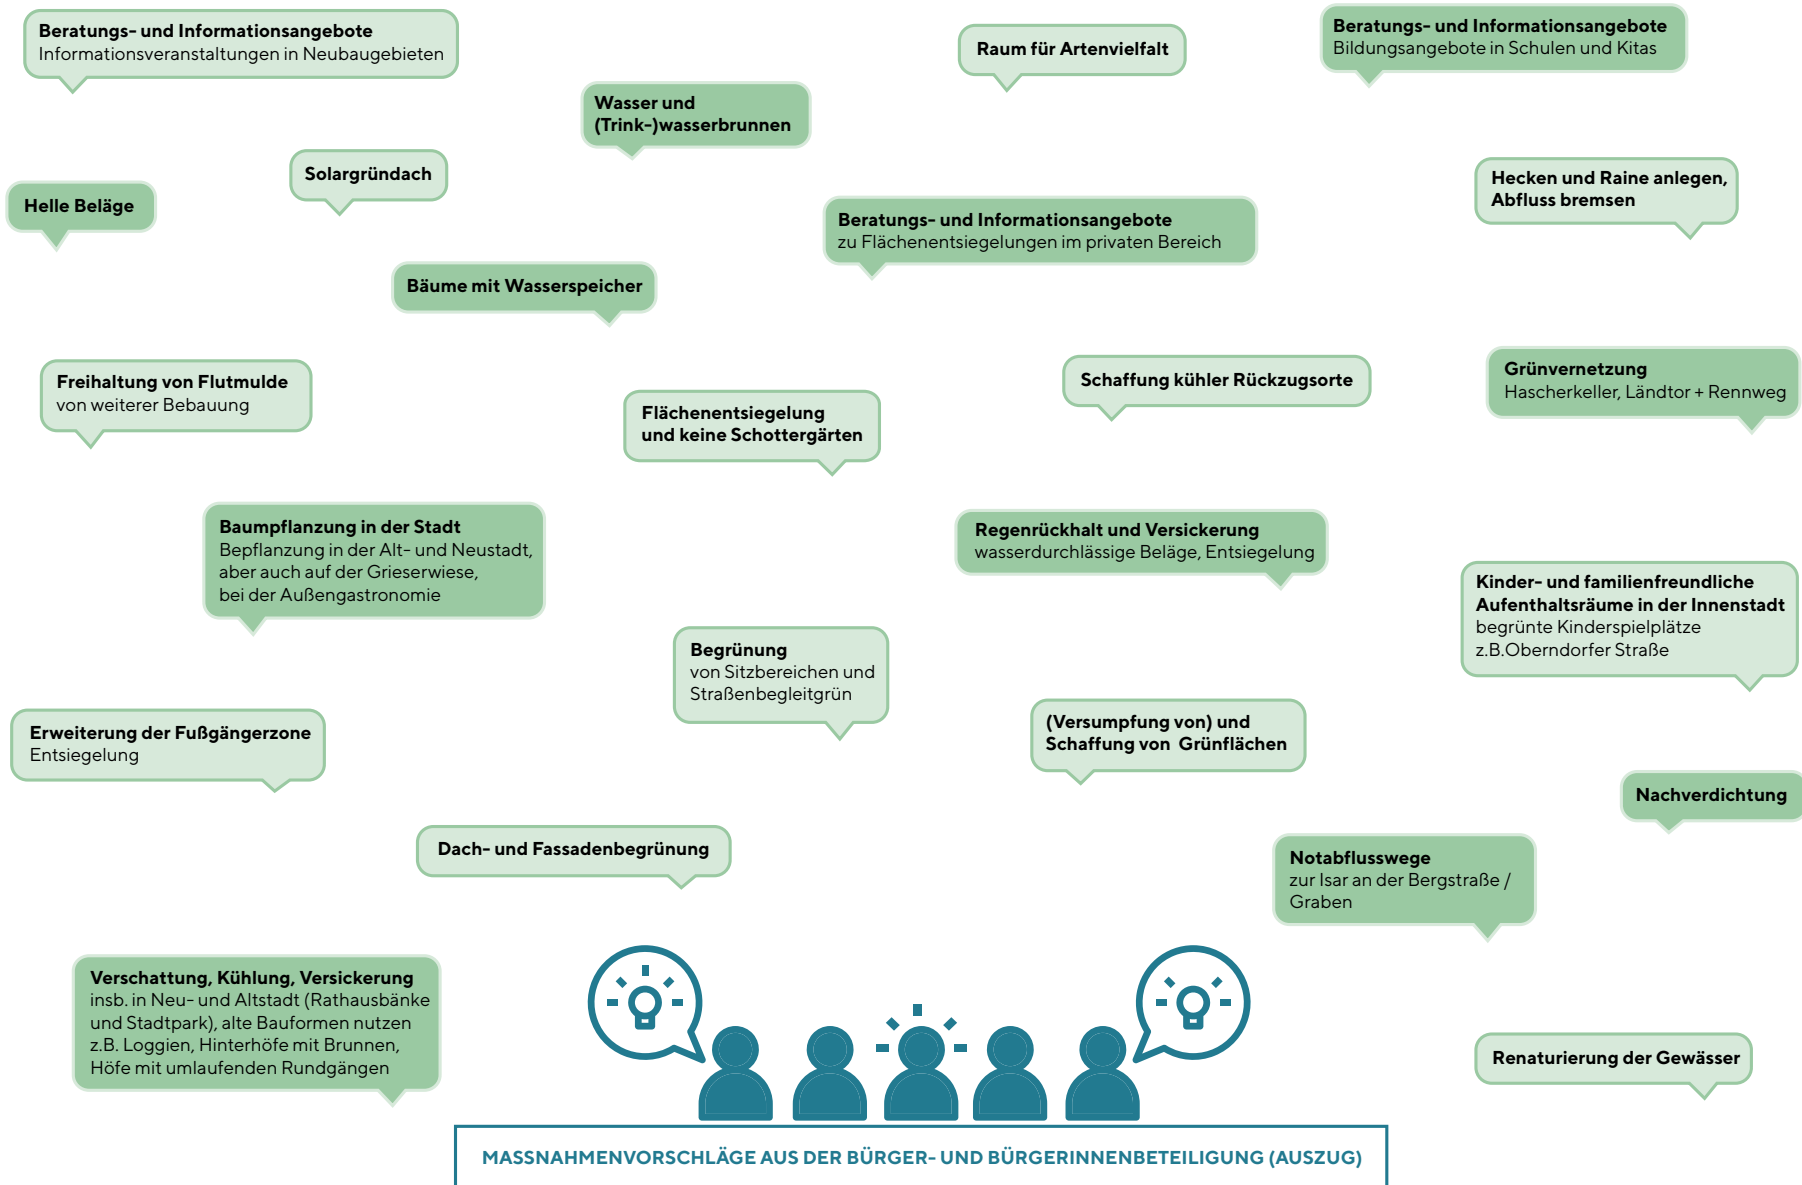 Beratungs- und Informationsangebote
Informationsveranstaltungen in Neubaugebieten
Raum für Artenvielfalt
Beratungs- und Informationsangebote
Bildungsangebote in Schulen und Kitas
Wasser und
(Trink-)wasserbrunnen
Solargründach
Helle Beläge
Hecken und Raine anlegen,
Abfluss bremsen
Beratungs- und Informationsangebote
zu Flächenentsiegelungen im privaten Bereich
Bäume mit Wasserspeicher
Freihaltung von Flutmulde
von weiterer Bebauung
Flächenentsiegelung
und keine Schottergärten
Schaffung kühler Rückzugsorte
Grünvernetzung
Hascherkeller, Ländtor + Rennweg
Baumpflanzung in der Stadt
Bepflanzung in der Alt- und Neustadt,
aber auch auf der Grieserwiese,
bei der Außengastronomie
Regenrückhalt und Versickerung
wasserdurchlässige Beläge, Entsiegelung
Kinder- und familienfreundliche
Aufenthaltsräume in der Innenstadt
begrünte Kinderspielplätze
z.B.Oberndorfer Straße
Begrünung
von Sitzbereichen und
Straßenbegleitgrün
Erweiterung der Fußgängerzone
Entsiegelung
(Versumpfung von) und
Schaffung von Grünflächen
Nachverdichtung
Dach- und Fassadenbegrünung
Notabflusswege
zur Isar an der Bergstraße /
Graben
Verschattung, Kühlung, Versickerung
insb. in Neu- und Altstadt (Rathausbänke
und Stadtpark), alte Bauformen nutzen
z.B. Loggien, Hinterhöfe mit Brunnen,
Höfe mit umlaufenden Rundgängen
Renaturierung der Gewässer
MASSNAHMENVORSCHLÄGE AUS DER BÜRGER- UND BÜRGERINNENBETEILIGUNG (AUSZUG)